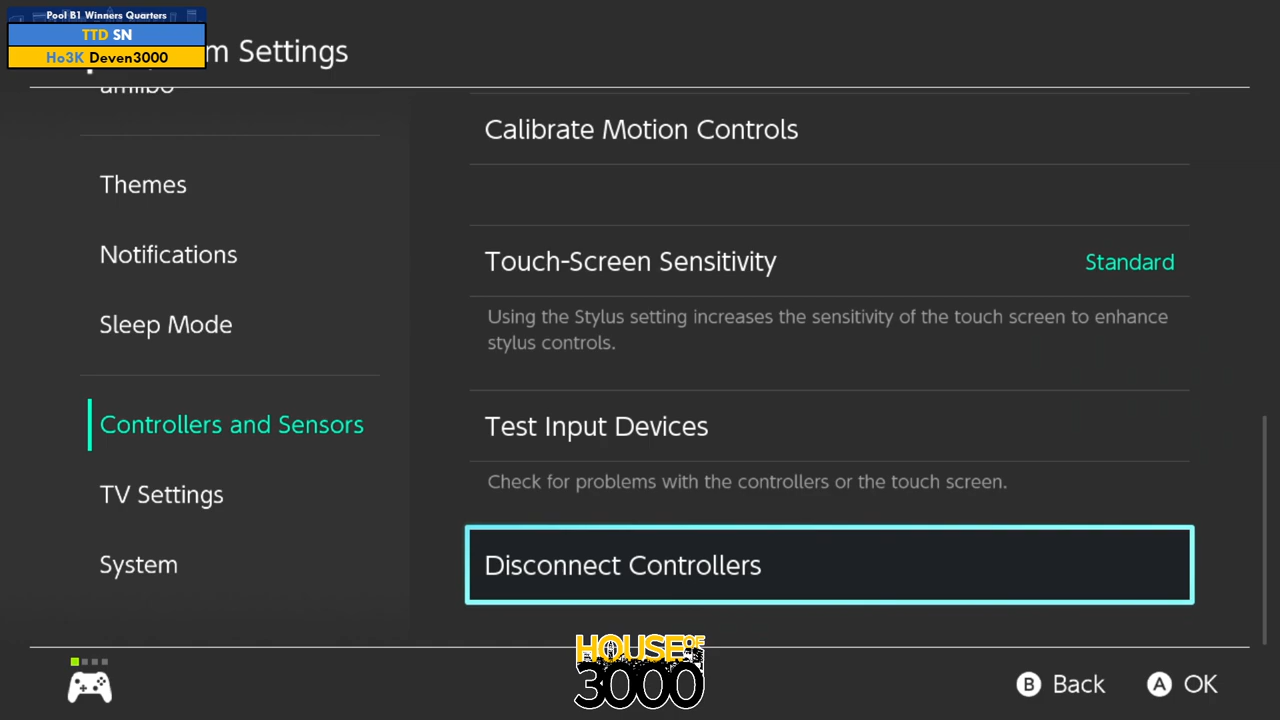 Pool B1 Winners Quarters
TTD SN
Ho3K Deven3000
m Settings
amiibo
Themes
Notifications
Sleep Mode
Controllers and Sensors
TV Settings
System
Calibrate Motion Controls
Touch-Screen Sensitivity Standard
Using the Stylus setting increases the sensitivity of the touch screen to enhance
stylus controls.
Test Input Devices
Check for problems with the controllers or the touch screen.
Disconnect Controllers
HOUSE OF
3000
B Back A OK